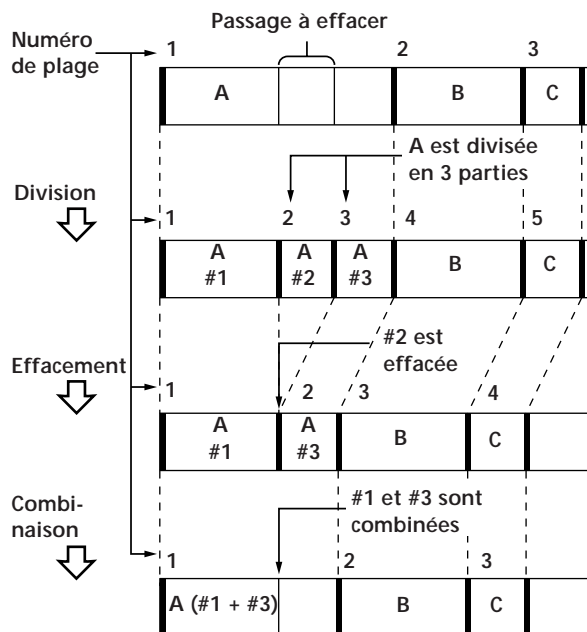 Numéro
de plage
Passage à effacer
1 2 3
A B C
A est divisée
en 3 parties
Division
1 2 3 4 5
A A A
#1 #2 #3 B C
#2 est
effacée
Effacement
1 2 3 4
A A
#1 #3 B C
Combi-
naison
#1 et #3 sont
combinées
1 2 3
A (#1 + #3) B C